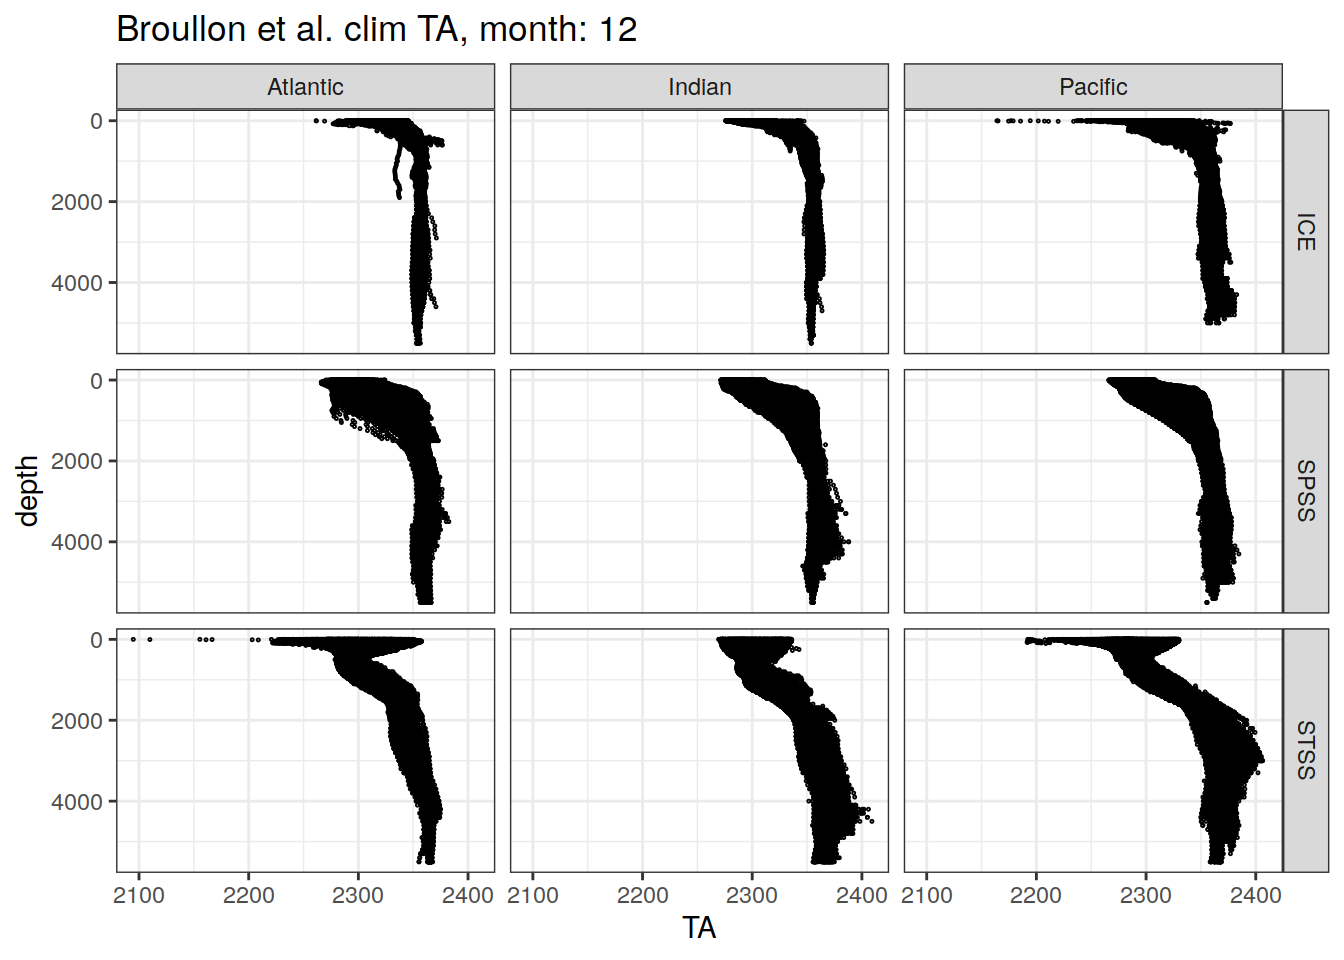 Broullon et al. clim TA, month: 12
Atlantic Indian Pacific
0
2000
4000
ICE
0
2000
4000
SPSS
0
2000
4000
STSS
depth
2100 2200 2300 2400 2100 2200 2300 2400 2100 2200 2300 2400
TA